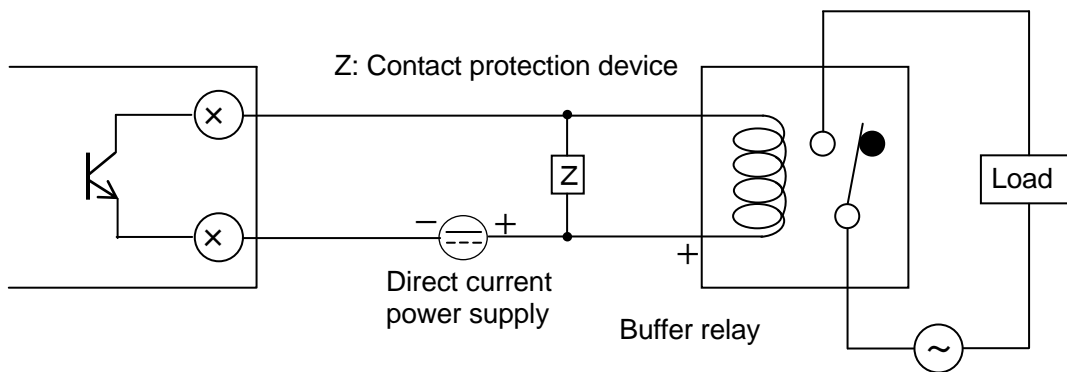 Z: Contact protection device
Z
Load
− +
+
Direct current
power supply
Buffer relay
~